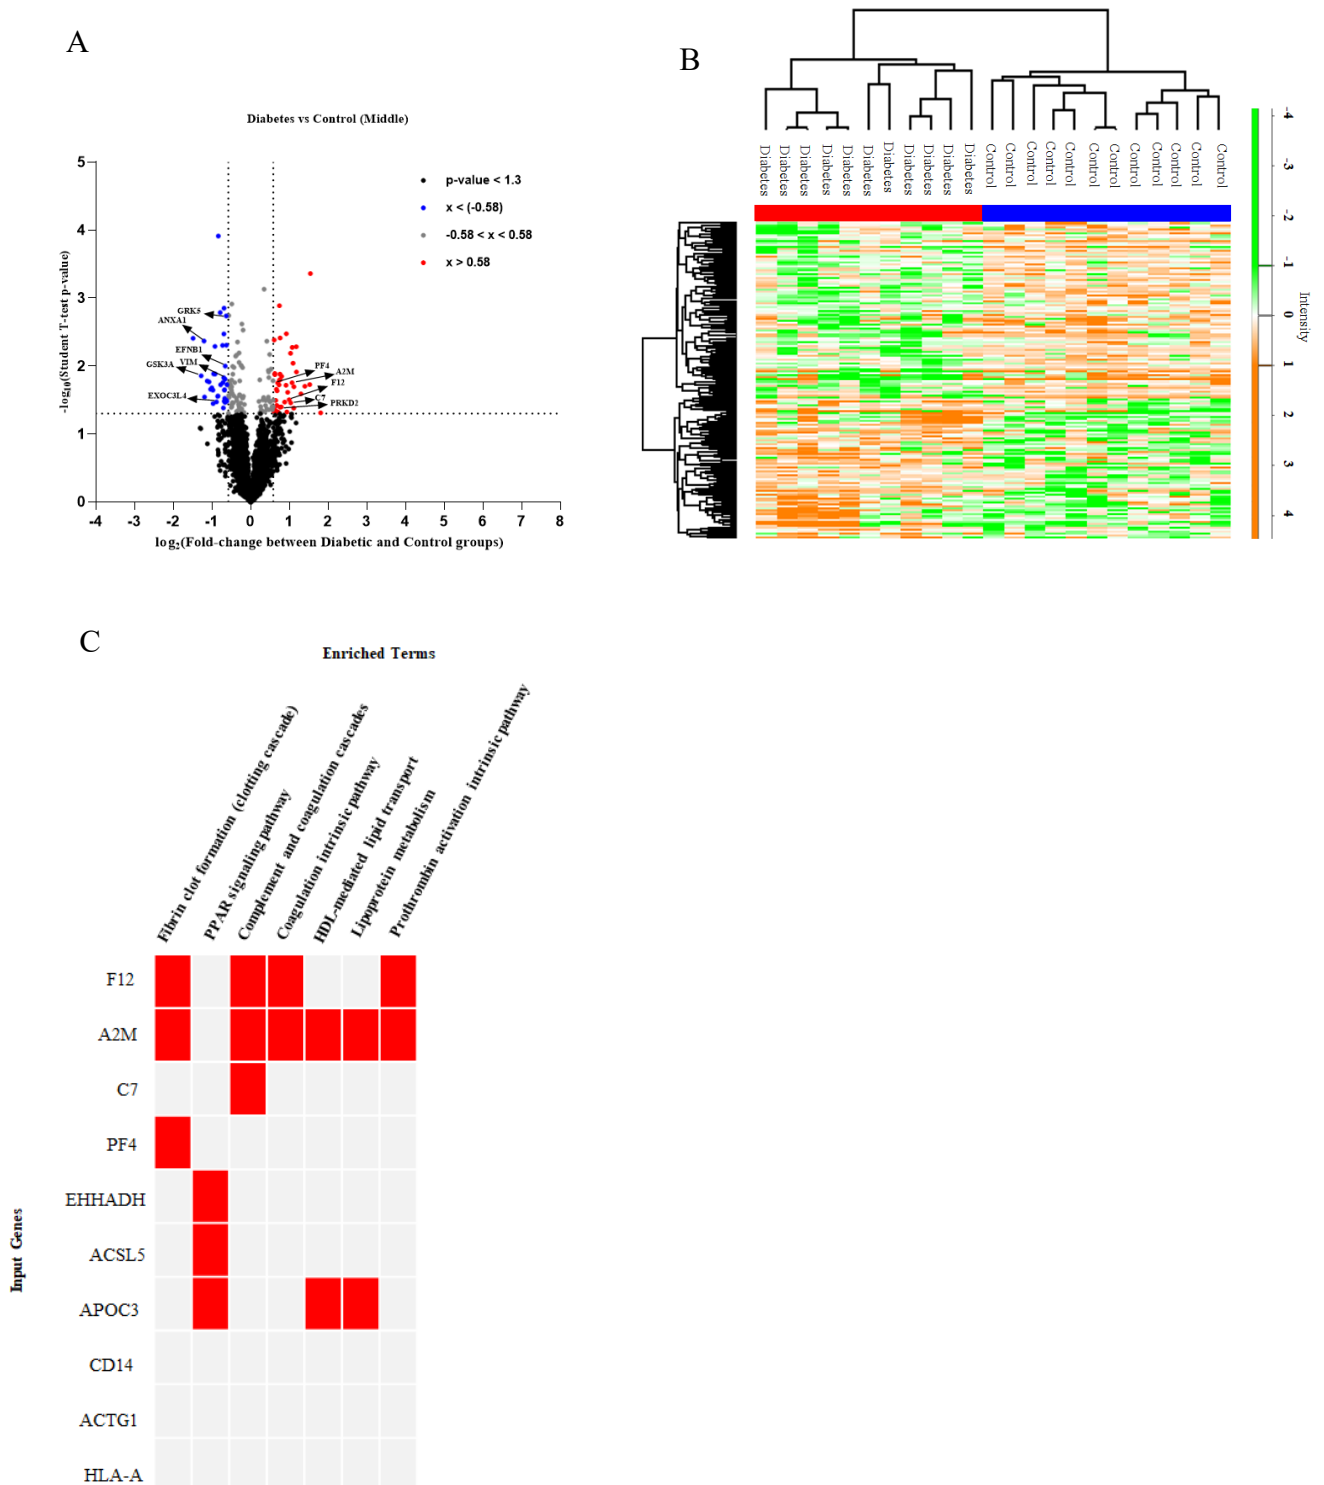 A
Diabetes vs Control (Middle)
5
4
3
2
1
0
-log10(Student T-test p-value)
p-value < 1.3
x < (-0.58)
-0.58 < x < 0.58
x > 0.58
GRK5
ANXA1
EFNB1
VIM
GSK3A
EXOC3L4
PF4
A2M
F12
C7
PRKD2
-4 -3 -2 -1 0 1 2 3 4 5 6 7 8
log2(Fold-change between Diabetic and Control groups)
B
Diabetes Diabetes Diabetes Diabetes Diabetes Diabetes Diabetes Diabetes Diabetes Diabetes Diabetes Control Control Control Control Control Control Control Control Control Control Control Control
-4
-3
-2
-1
0
1
2
3
4
Intensity
C
Enriched Terms
Fibrin clot formation (clotting cascade)
PPAR signaling pathway
Complement and coagulation cascades
Coagulation intrinsic pathway
HDL-mediated lipid transport
Lipoprotein metabolism
Prothrombin activation intrinsic pathway
Input Genes
F12
A2M
C7
PF4
EHHADH
ACSL5
APOC3
CD14
ACTG1
HLA-A